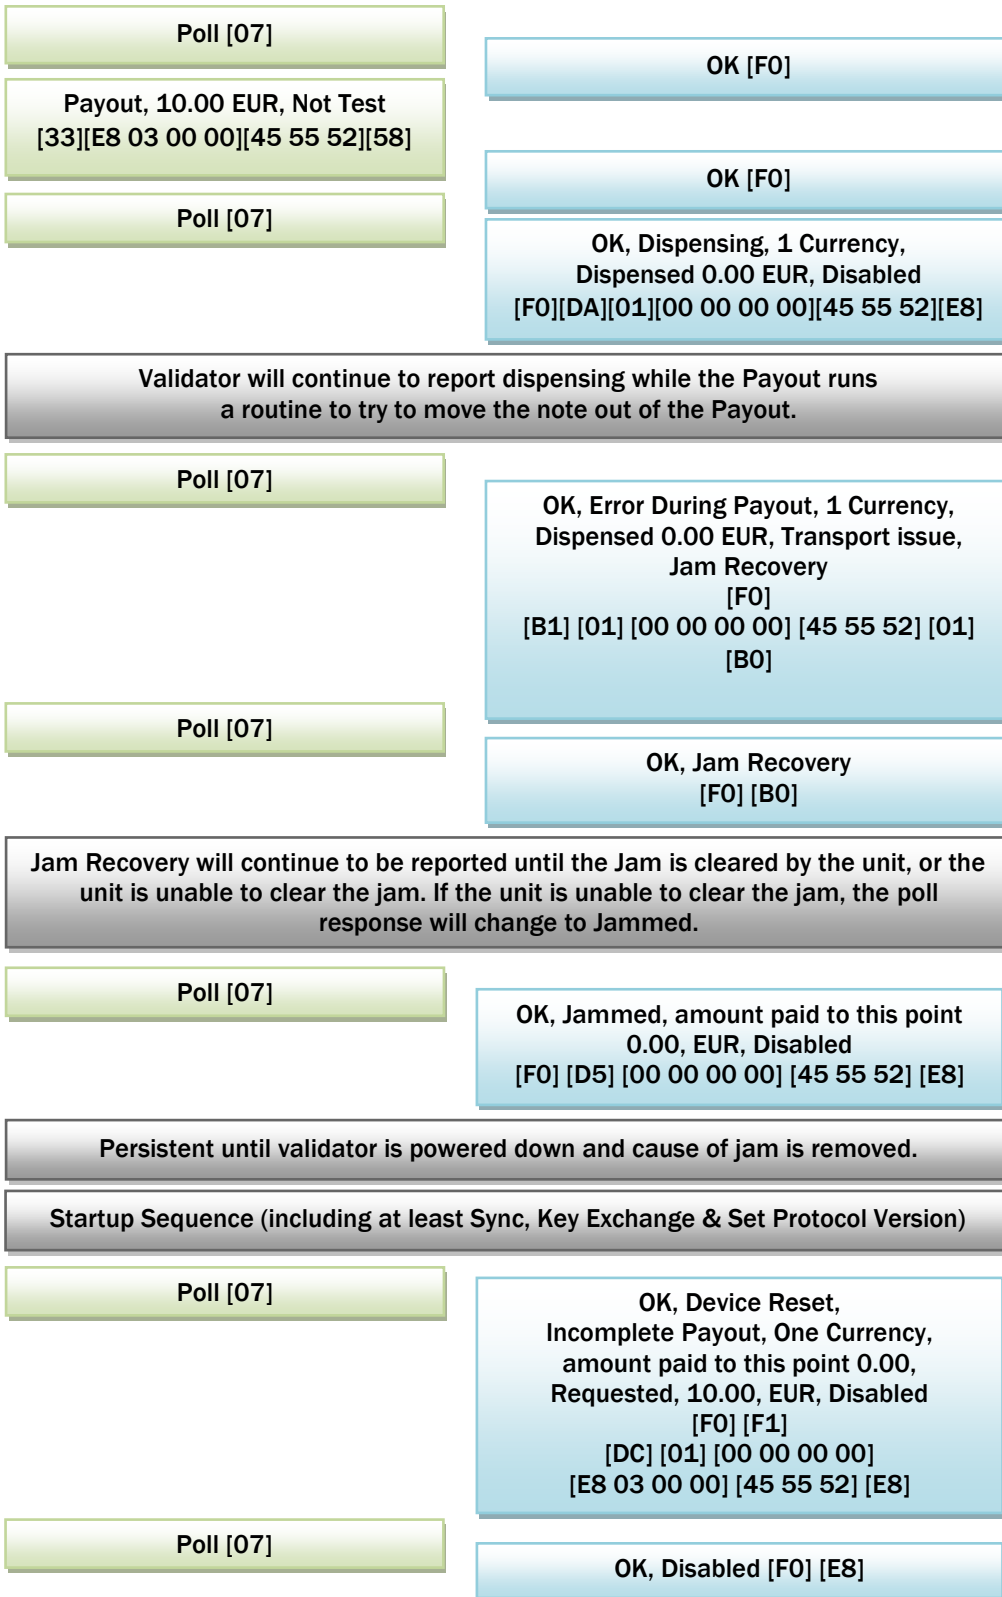 Poll [07]
OK [F0]
Payout, 10.00 EUR, Not Test
[33][E8 03 00 00][45 55 52][58]
OK [F0]
Poll [07]
OK, Dispensing, 1 Currency,
Dispensed 0.00 EUR, Disabled
[F0][DA][01][00 00 00 00][45 55 52][E8]
Validator will continue to report dispensing while the Payout runs
a routine to try to move the note out of the Payout.
Poll [07]
OK, Error During Payout, 1 Currency,
Dispensed 0.00 EUR, Transport issue,
Jam Recovery
[F0]
[B1] [01] [00 00 00 00] [45 55 52] [01]
[B0]
Poll [07]
OK, Jam Recovery
[F0] [B0]
Jam Recovery will continue to be reported until the Jam is cleared by the unit, or the
unit is unable to clear the jam. If the unit is unable to clear the jam, the poll
response will change to Jammed.
Poll [07]
OK, Jammed, amount paid to this point
0.00, EUR, Disabled
[F0] [D5] [00 00 00 00] [45 55 52] [E8]
Persistent until validator is powered down and cause of jam is removed.
Startup Sequence (including at least Sync, Key Exchange & Set Protocol Version)
Poll [07]
OK, Device Reset,
Incomplete Payout, One Currency,
amount paid to this point 0.00,
Requested, 10.00, EUR, Disabled
[F0] [F1]
[DC] [01] [00 00 00 00]
[E8 03 00 00] [45 55 52] [E8]
Poll [07]
OK, Disabled [F0] [E8]